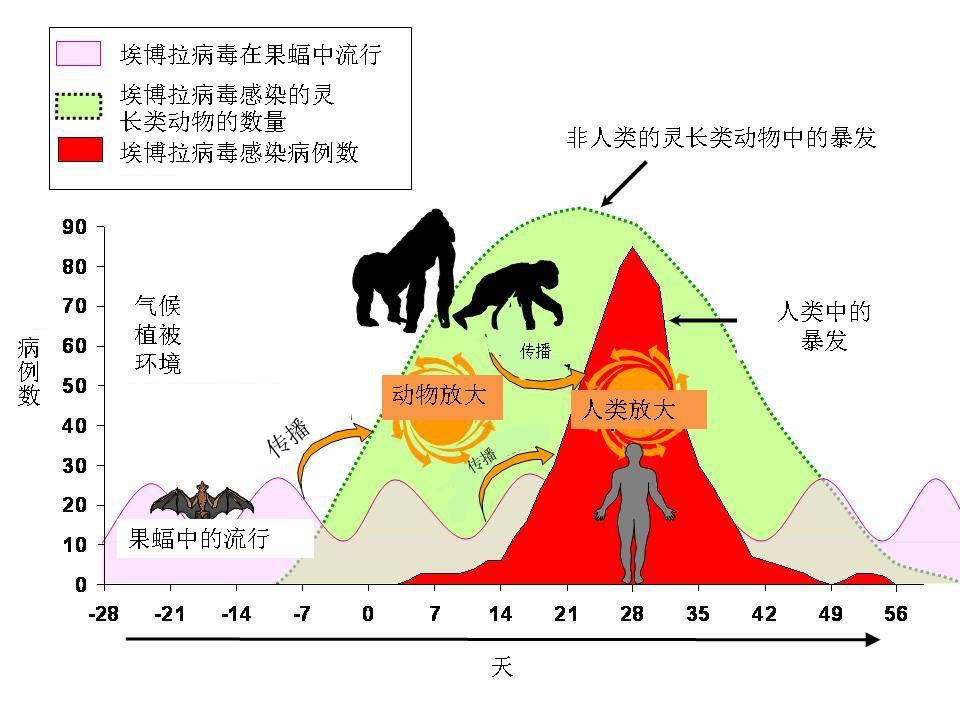 埃博拉病毒在果蝠中流行
埃博拉病毒感染的灵
长类动物的数量
埃博拉病毒感染病例数
非人类的灵长类动物中的暴发
90
80
70
60
50
40
30
20
10
0
病例数
气候
植被
环境
人类中的
暴发
传播
动物放大
人类放大
传播
传播
果蝠中的流行
-28 -21 -14 -7 0 7 14 21 28 35 42 49 56
天